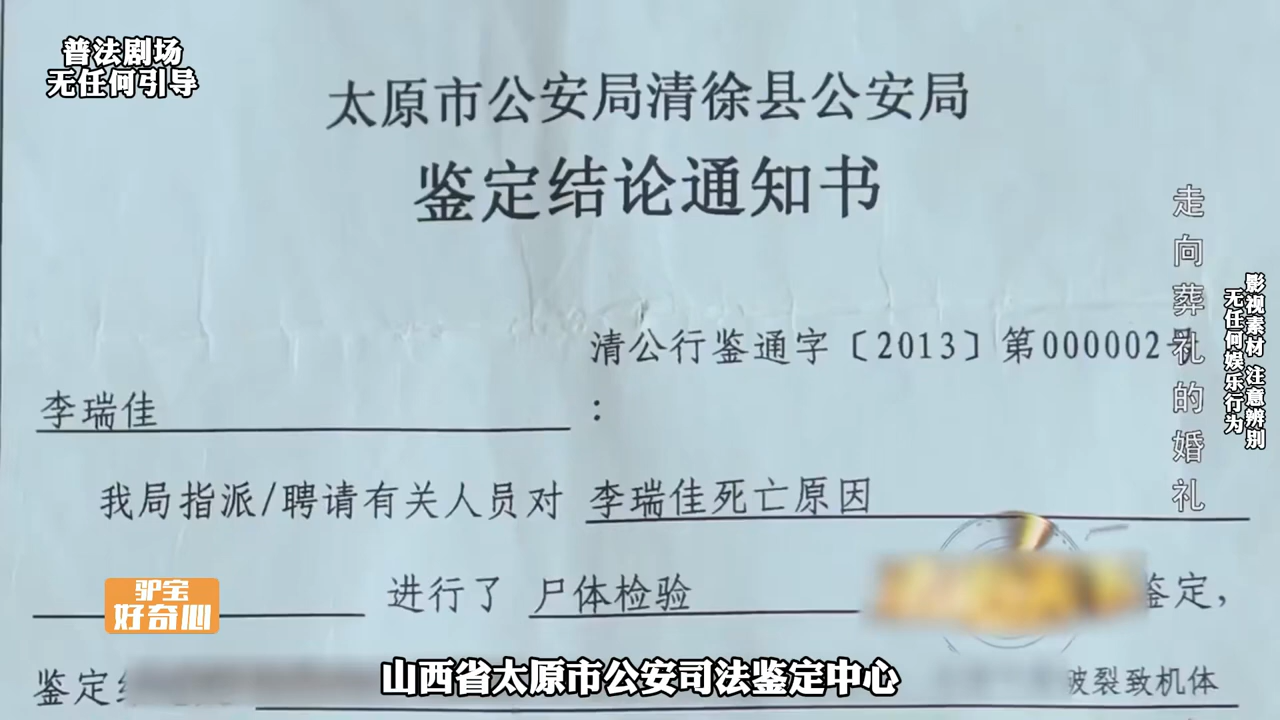 普法剧场
无任何引导
太原市公安局清徐县公安局
鉴定结论通知书
清公行鉴通字〔2013〕第000002号
李瑞佳：
我局指派/聘请有关人员对 李瑞佳死亡原因
进行了 尸体检验 鉴定，
鉴定 破裂致机体
走向葬礼的婚礼
影视素材 注意辨别
无任何娱乐行为
驴宝
好奇心
山西省太原市公安司法鉴定中心